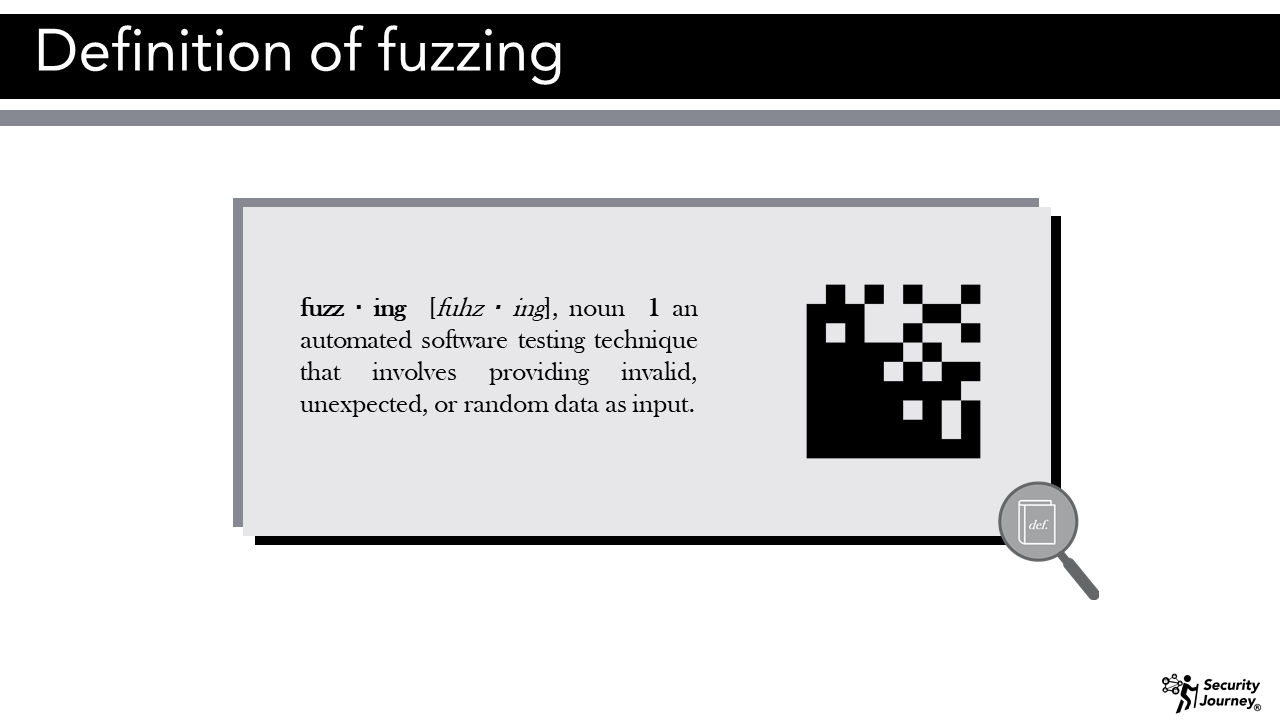 Definition of fuzzing
fuzz · ing [fuhz · ing], noun 1 an
automated software testing technique
that involves providing invalid,
unexpected, or random data as input.
def.
Security
Journey®